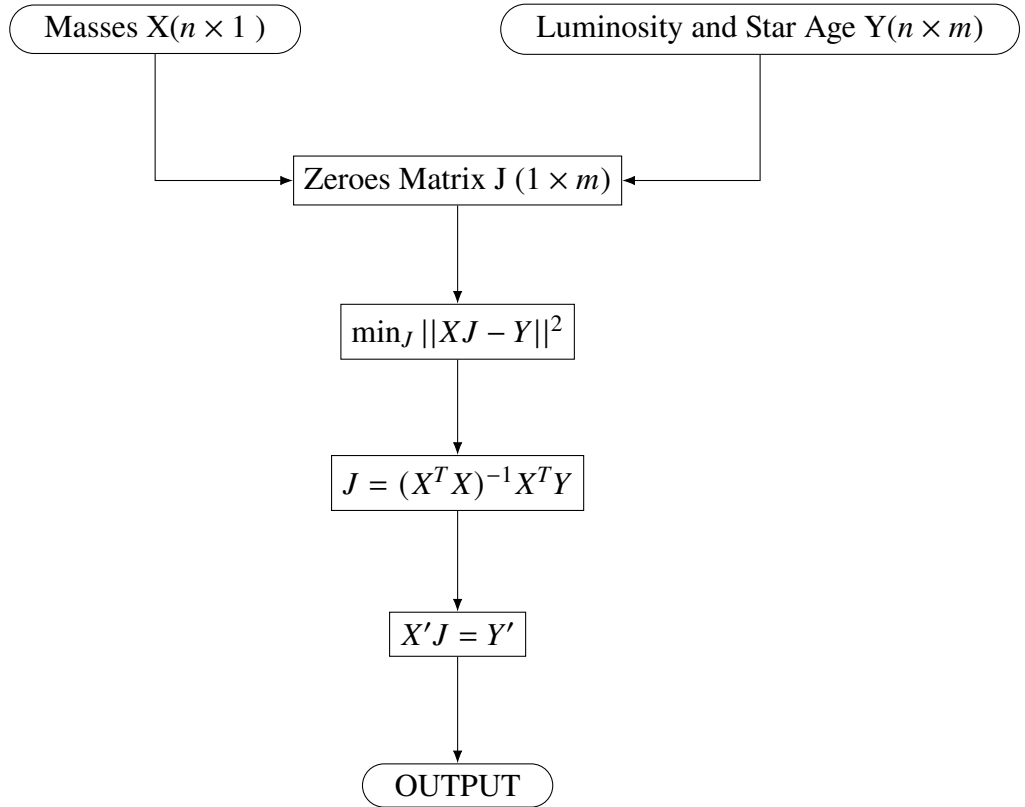 Masses X(n × 1 )
Luminosity and Star Age Y(n × m)
Zeroes Matrix J (1 × m)
min_J ||XJ − Y||²
J = (X^T X)^{−1} X^T Y
X′J = Y′
OUTPUT